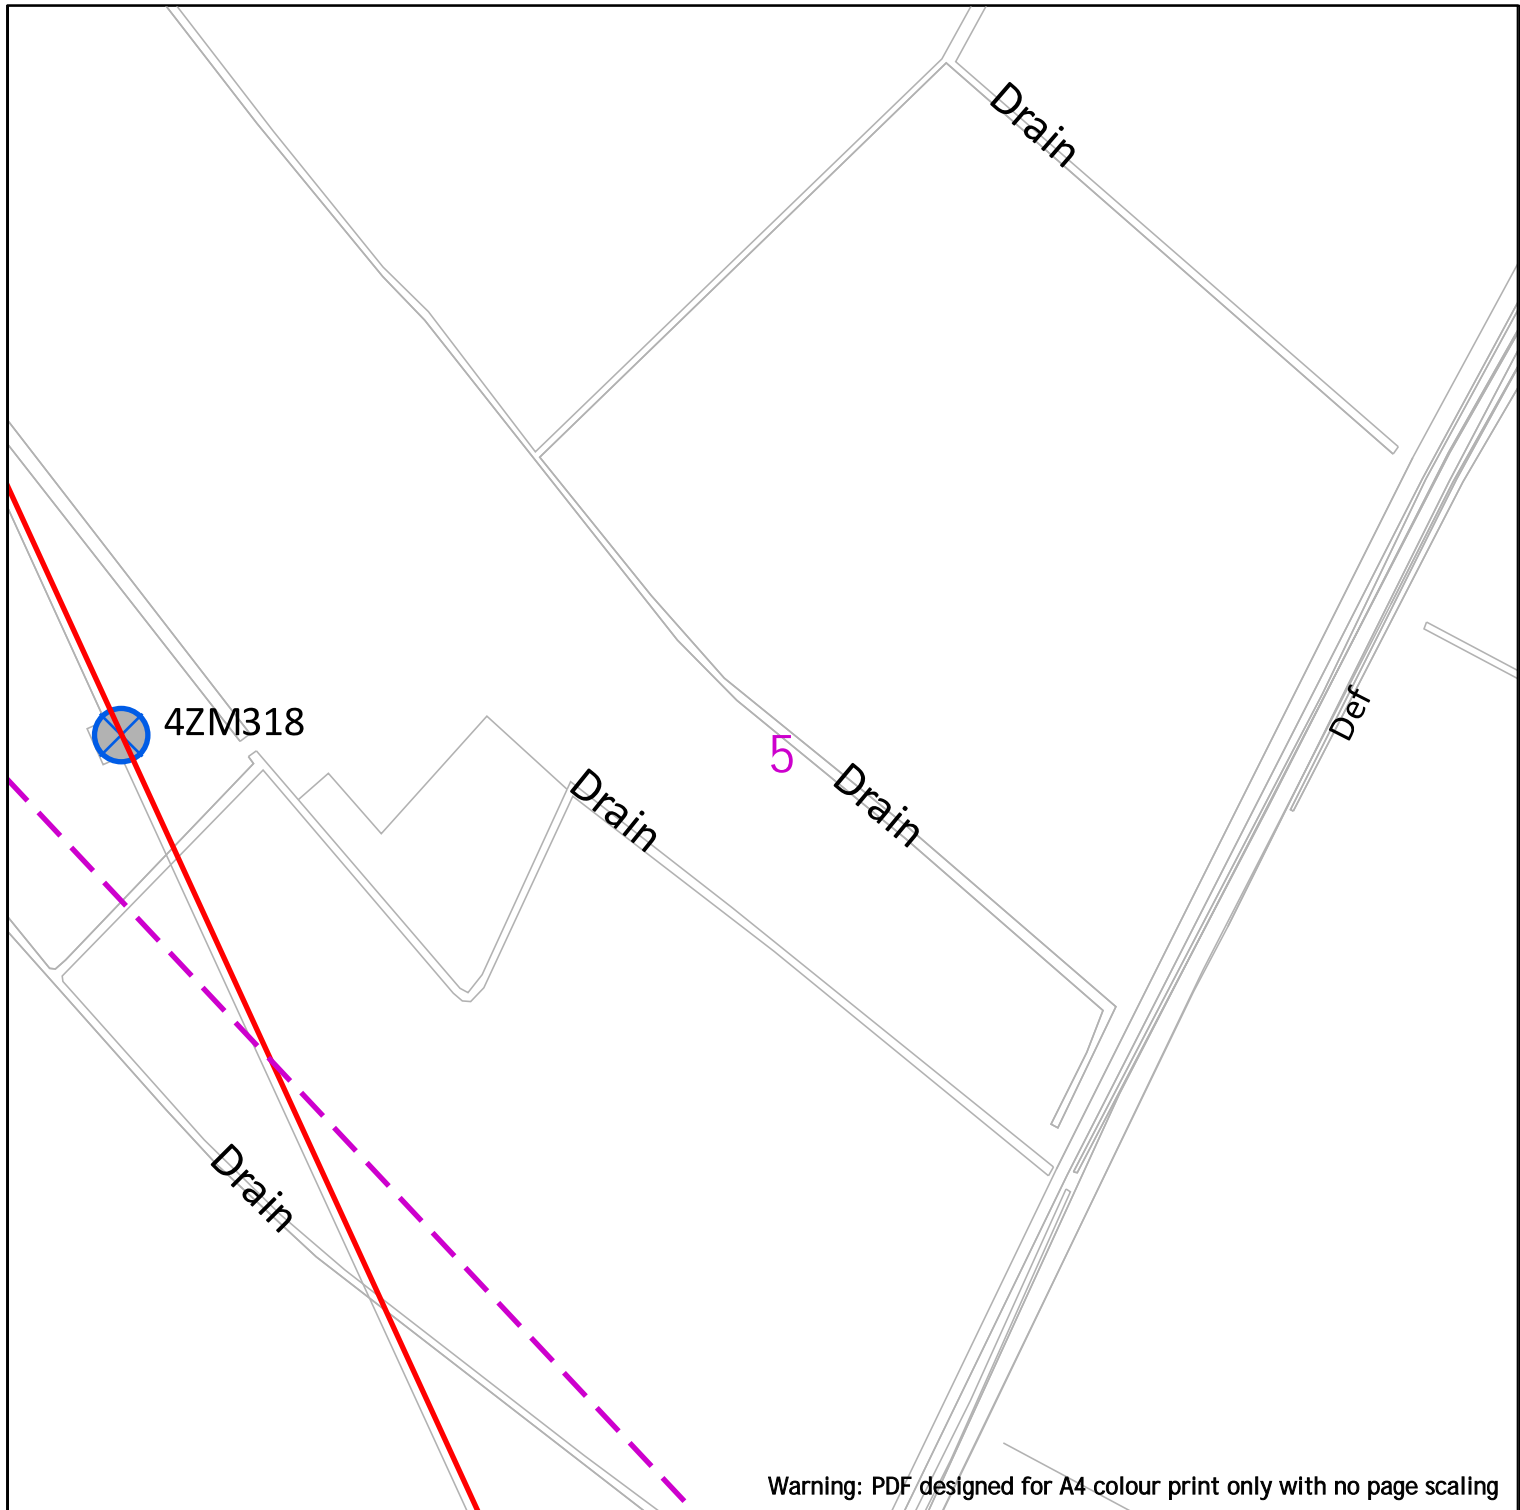 Drain
Def
4ZM318
5
Drain
Drain
Drain
Warning: PDF designed for A4 colour print only with no page scaling